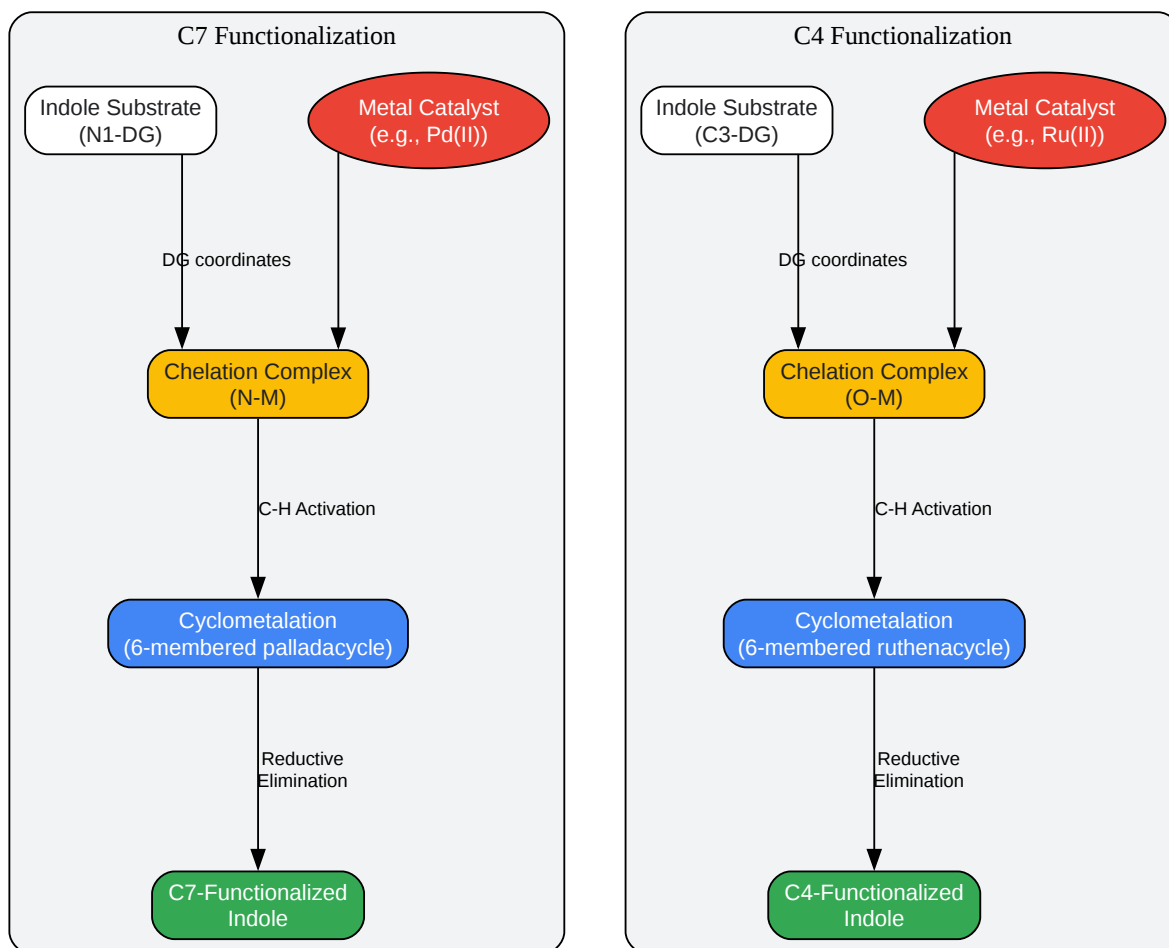 C7 Functionalization
Indole Substrate
(N1-DG)
Metal Catalyst
(e.g., Pd(II))
DG coordinates
Chelation Complex
(N-M)
C-H Activation
Cyclometalation
(6-membered palladacycle)
Reductive
Elimination
C7-Functionalized
Indole
C4 Functionalization
Indole Substrate
(C3-DG)
Metal Catalyst
(e.g., Ru(II))
DG coordinates
Chelation Complex
(O-M)
C-H Activation
Cyclometalation
(6-membered ruthenacycle)
Reductive
Elimination
C4-Functionalized
Indole